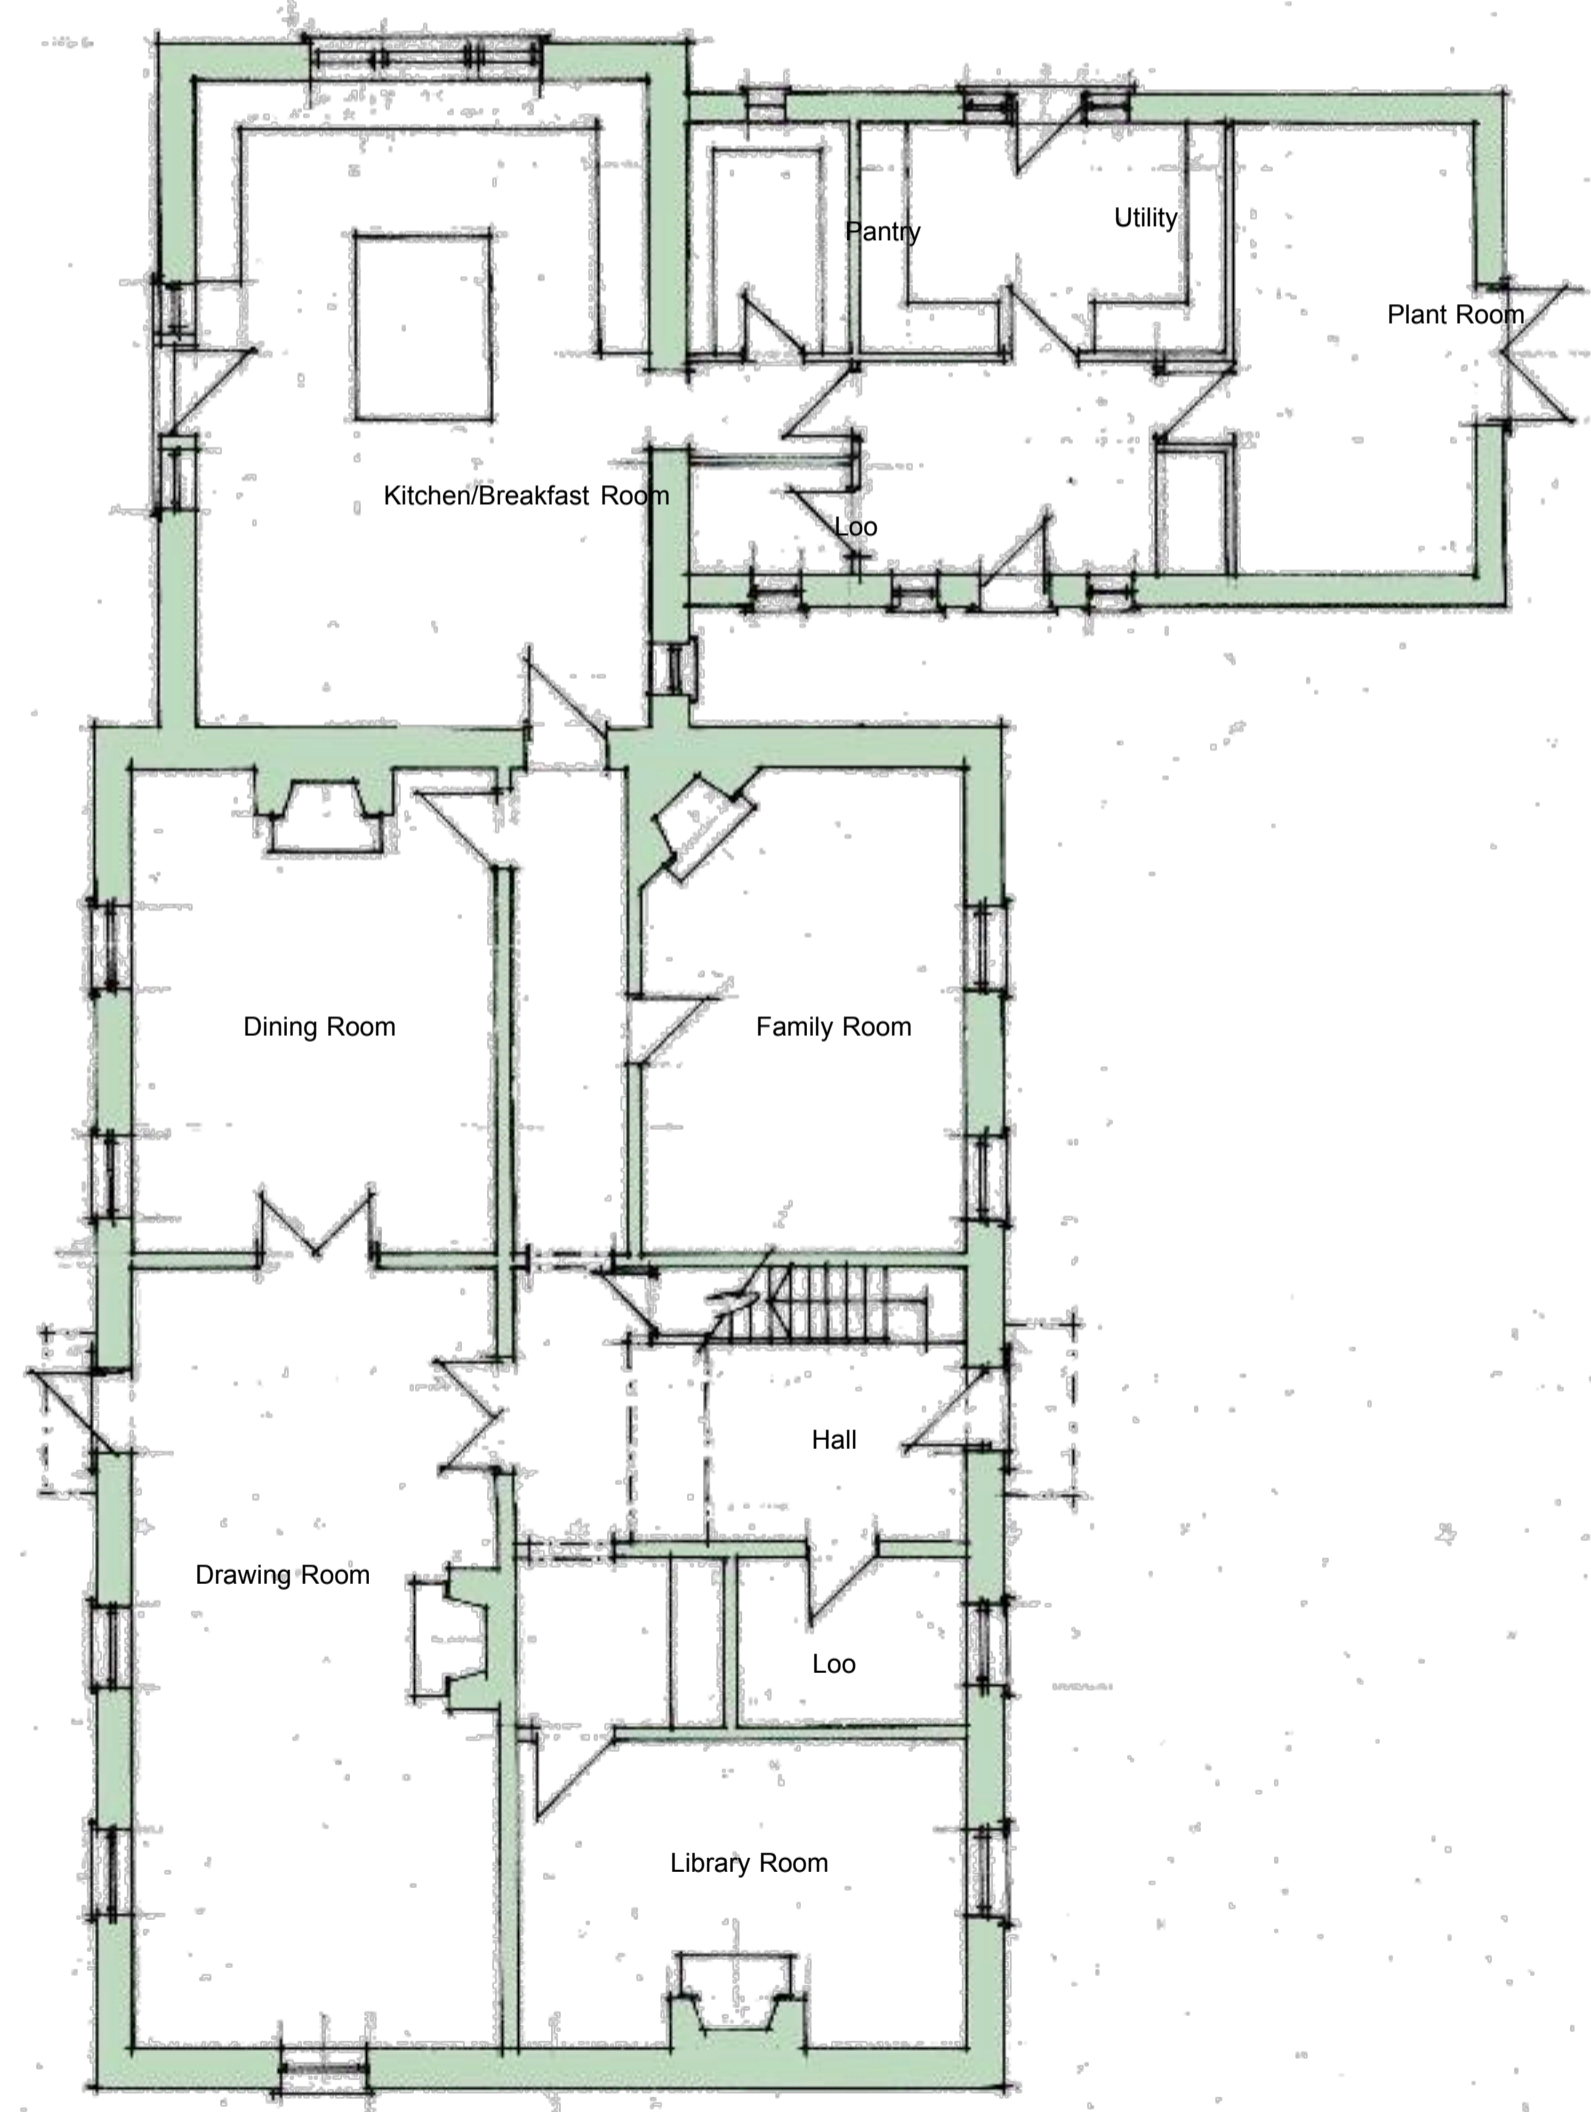 Utility
Pantry
Plant Room
Kitchen/Breakfast Room
Loo
Dining Room
Family Room
Hall
Drawing Room
Loo
Library Room